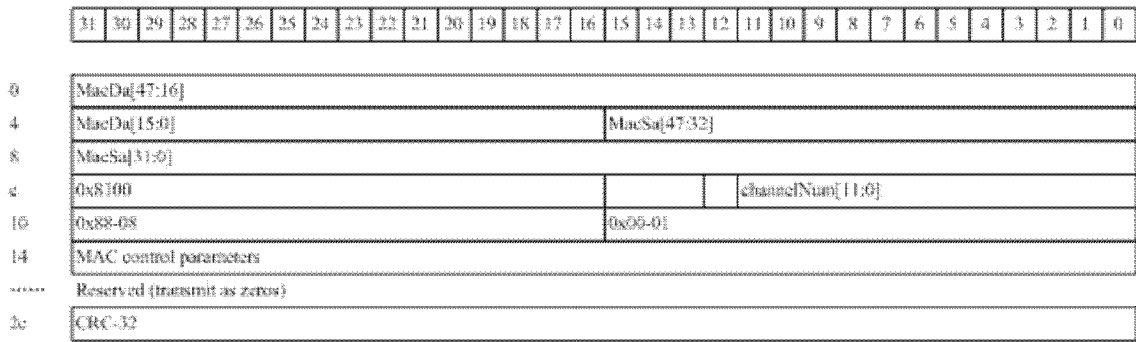 31 30 29 28 27 26 25 24 23 22 21 20 19 18 17 16 15 14 13 12 11 10 9 8 7 6 5 4 3 2 1 0
0 MacDa[47:16]
4 MacDa[15:0] MacSa[47:32]
8 MacSa[31:0]
c 0x8100 channelNum[11:0]
10 0x88-08 0x00-01
14 MAC control parameters
------ Reserved (transmit as zeros)
2c CRC-32